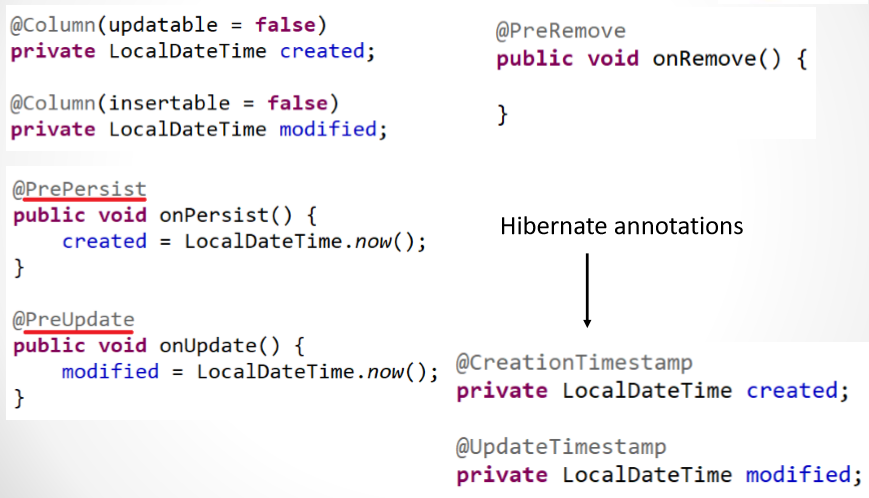 @Column(updatable = false)
private LocalDateTime created;
@Column(insertable = false)
private LocalDateTime modified;
@PrePersist
public void onPersist() {
created = LocalDateTime.now();
}
@PreUpdate
public void onUpdate() {
modified = LocalDateTime.now();
}
@PreRemove
public void onRemove() {
}
Hibernate annotations
@CreationTimestamp
private LocalDateTime created;
@UpdateTimestamp
private LocalDateTime modified;